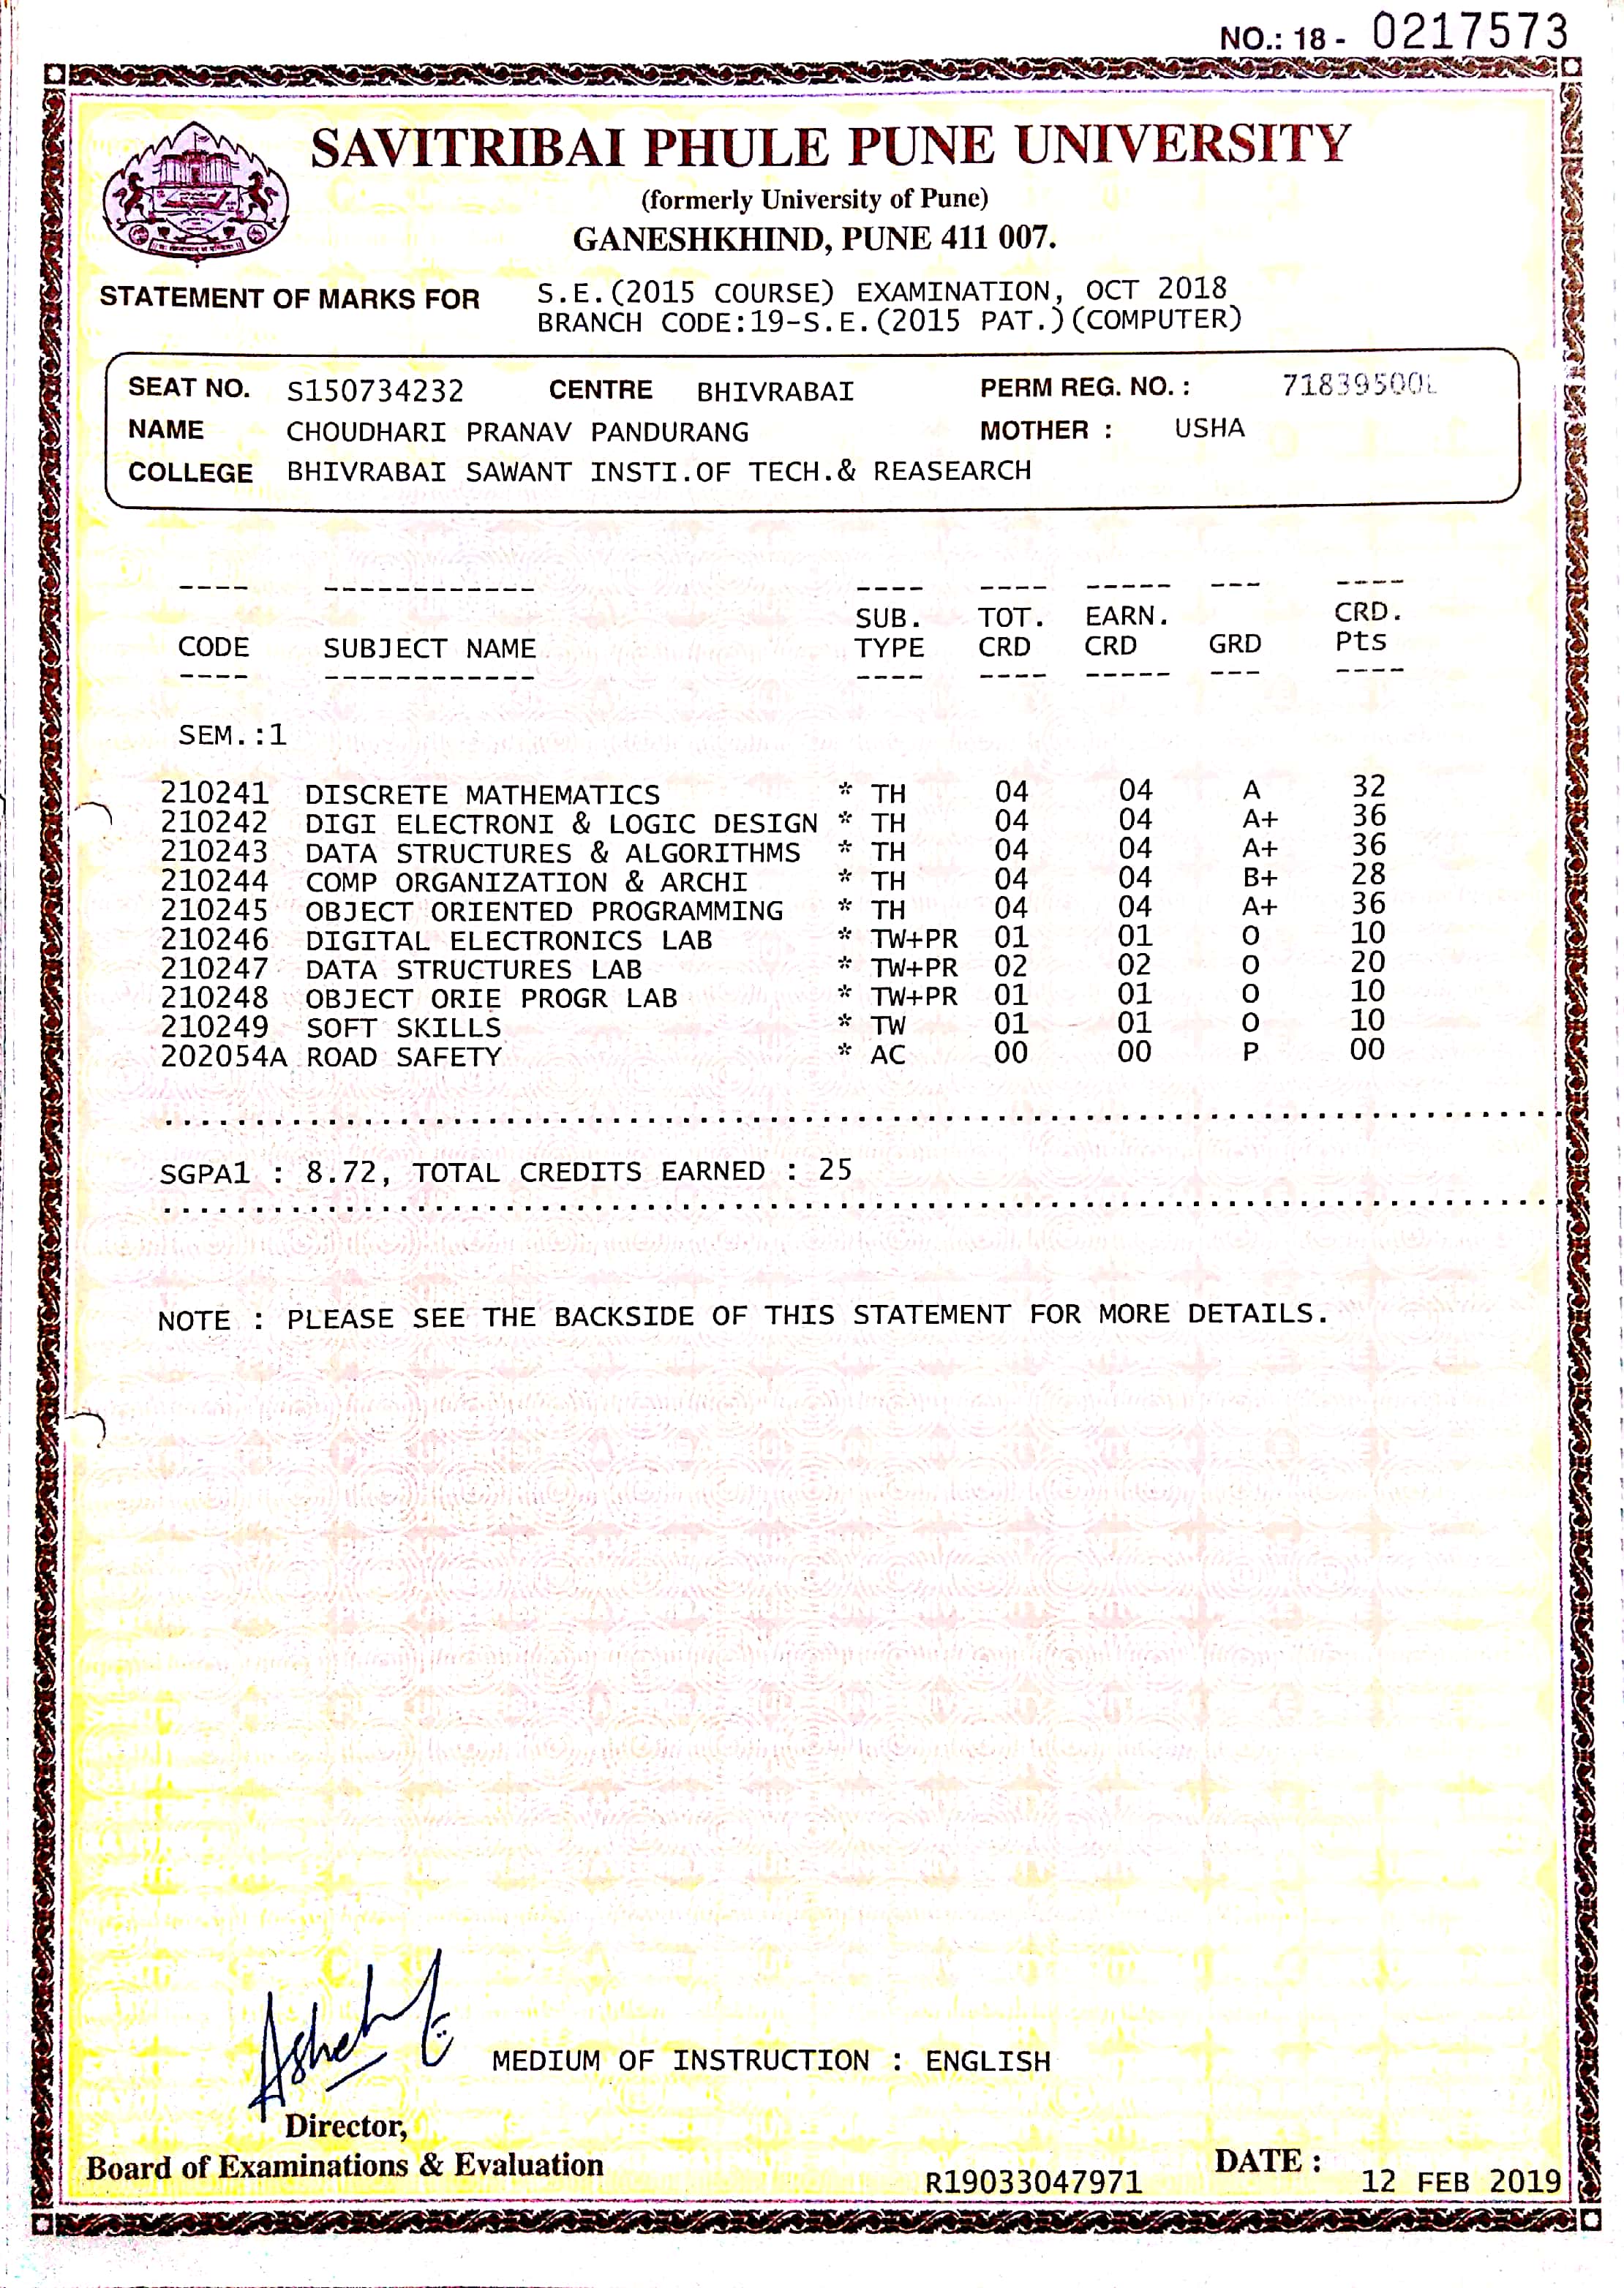 NO.: 18 - 0217573
SAVITRIBAI PHULE PUNE UNIVERSITY
(formerly University of Pune)
GANESHKHIND, PUNE 411 007.
STATEMENT OF MARKS FOR S.E.(2015 COURSE) EXAMINATION, OCT 2018
BRANCH CODE:19-S.E.(2015 PAT.)(COMPUTER)
SEAT NO. S150734232 CENTRE BHIVRABAI PERM REG. NO. : 71839500L
NAME CHOUDHARI PRANAV PANDURANG MOTHER : USHA
COLLEGE BHIVRABAI SAWANT INSTI.OF TECH.& REASEARCH
---- ------------ ---- ---- ----- --- ----
SUB. TOT. EARN. CRD.
CODE SUBJECT NAME TYPE CRD CRD GRD Pts
---- ------------ ---- ---- ----- --- ----
SEM.:1
210241 DISCRETE MATHEMATICS * TH 04 04 A 32
210242 DIGI ELECTRONI & LOGIC DESIGN * TH 04 04 A+ 36
210243 DATA STRUCTURES & ALGORITHMS * TH 04 04 A+ 36
210244 COMP ORGANIZATION & ARCHI * TH 04 04 B+ 28
210245 OBJECT ORIENTED PROGRAMMING * TH 04 04 A+ 36
210246 DIGITAL ELECTRONICS LAB * TW+PR 01 01 O 10
210247 DATA STRUCTURES LAB * TW+PR 02 02 O 20
210248 OBJECT ORIE PROGR LAB * TW+PR 01 01 O 10
210249 SOFT SKILLS * TW 01 01 O 10
202054A ROAD SAFETY * AC 00 00 P 00
SGPA1 : 8.72, TOTAL CREDITS EARNED : 25
NOTE : PLEASE SEE THE BACKSIDE OF THIS STATEMENT FOR MORE DETAILS.
MEDIUM OF INSTRUCTION : ENGLISH
Director,
Board of Examinations & Evaluation
R19033047971 DATE : 12 FEB 2019